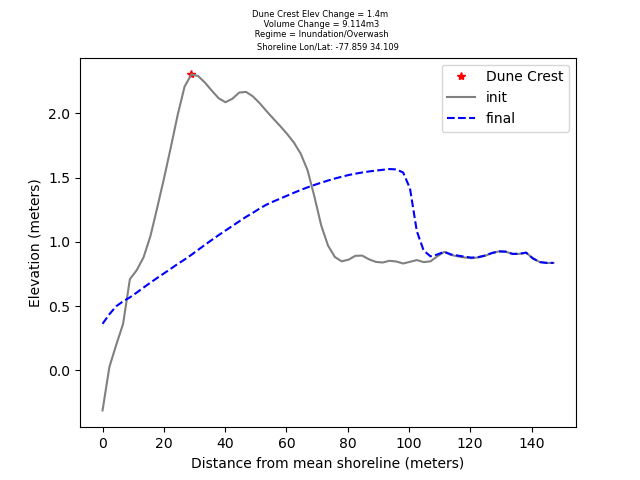 Dune Crest Elev Change = 1.4m
Volume Change = 9.114m3
Regime = Inundation/Overwash
Shoreline Lon/Lat: -77.859 34.109
Dune Crest
init
final
Elevation (meters)
2.0
1.5
1.0
0.5
0.0
0 20 40 60 80 100 120 140
Distance from mean shoreline (meters)